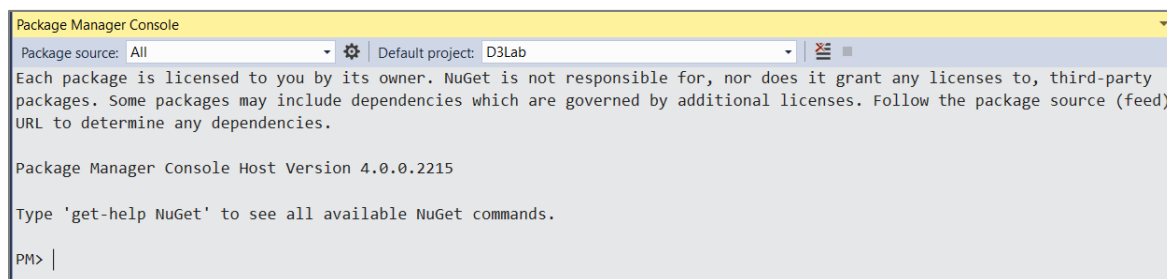 Package Manager Console
Package source: All Default project: D3Lab
Each package is licensed to you by its owner. NuGet is not responsible for, nor does it grant any licenses to, third-party
packages. Some packages may include dependencies which are governed by additional licenses. Follow the package source (feed)
URL to determine any dependencies.
Package Manager Console Host Version 4.0.0.2215
Type 'get-help NuGet' to see all available NuGet commands.
PM>